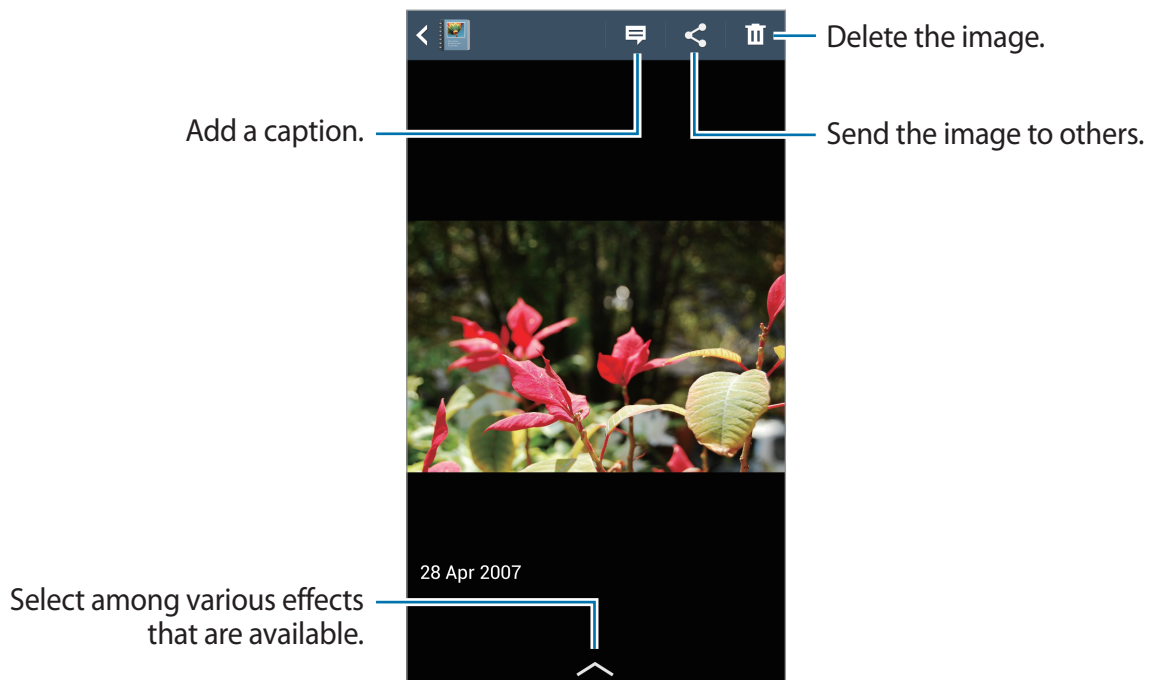 Delete the image.
Add a caption.
Send the image to others.
28 Apr 2007
Select among various effects
that are available.